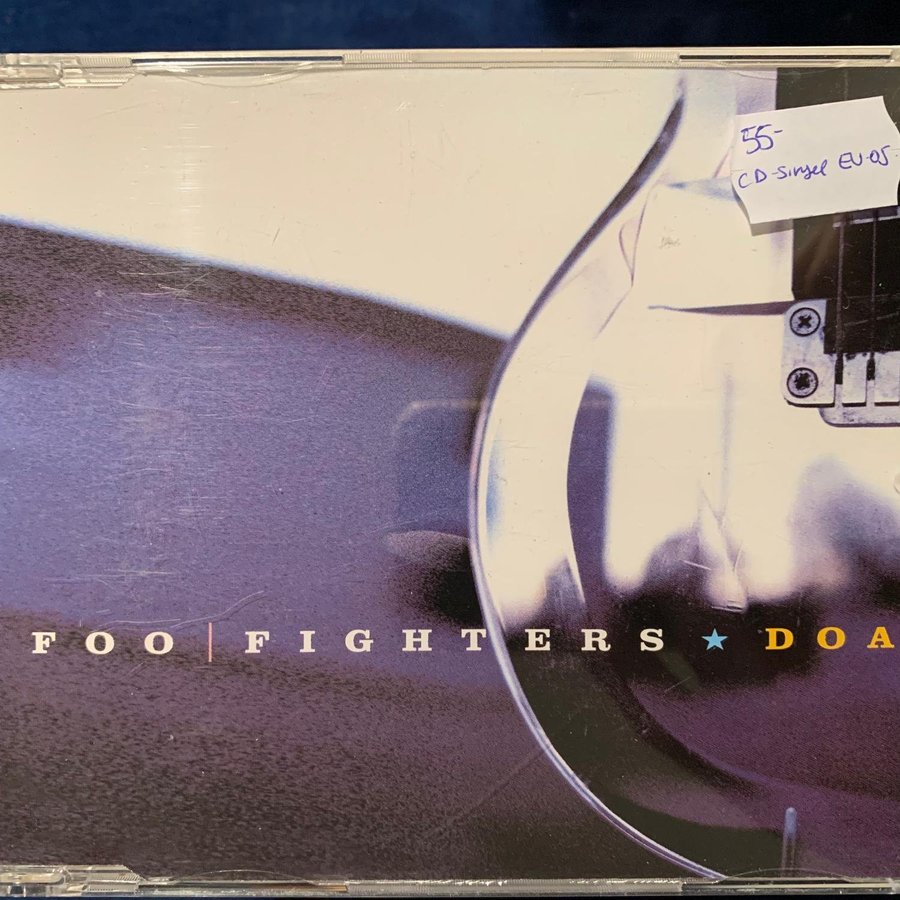 55-
CD-Singel EU-05-
FOO | FIGHTERS ★ DOA